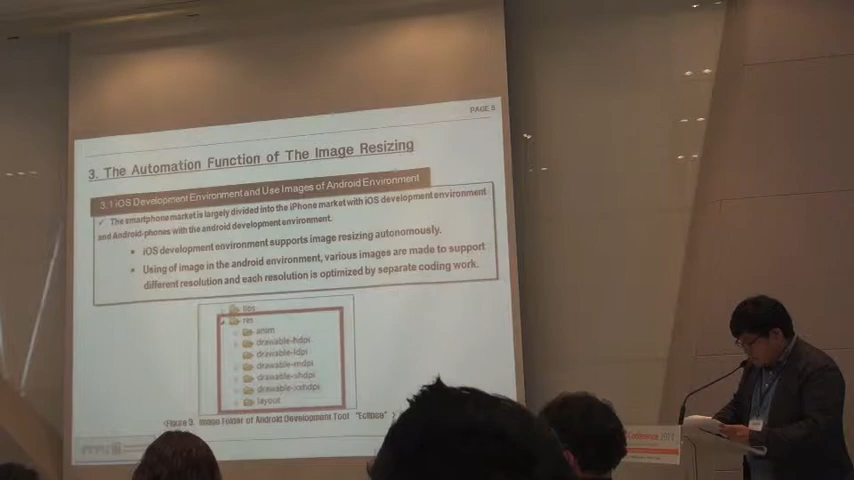 PAGE 5
3. The Automation Function of The Image Resizing
3.1 iOS Development Environment and Use Images of Android Environment
✓ The smartphone market is largely divided into the iPhone market with iOS development environment
and Android-phones with the android development environment.
▪ iOS development environment supports image resizing autonomously.
▪ Using of image in the android environment, various images are made to support
different resolution and each resolution is optimized by separate coding work.
libs
res
anim
drawable-hdpi
drawable-ldpi
drawable-mdpi
drawable-xhdpi
drawable-xxhdpi
layout
<Figure 3. Image Folder of Android Development Tool "Eclipse">
Conference